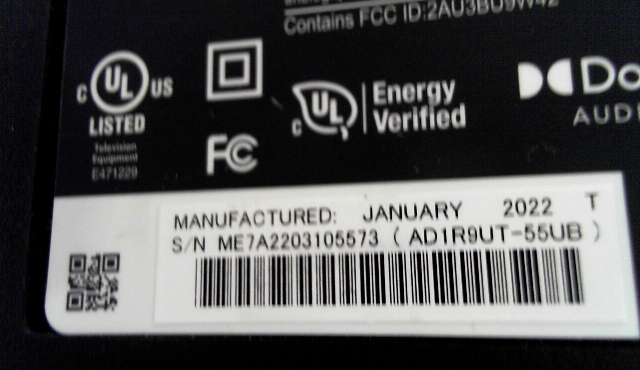 Contains FCC ID:2AU3BU9W42
C UL US
LISTED
Television
Equipment
E471229
FC
C UL
Energy
Verified
Do
AUDI
MANUFACTURED: JANUARY 2022 T
S/N ME7A2203105573 ( AD1R9UT-55UB )